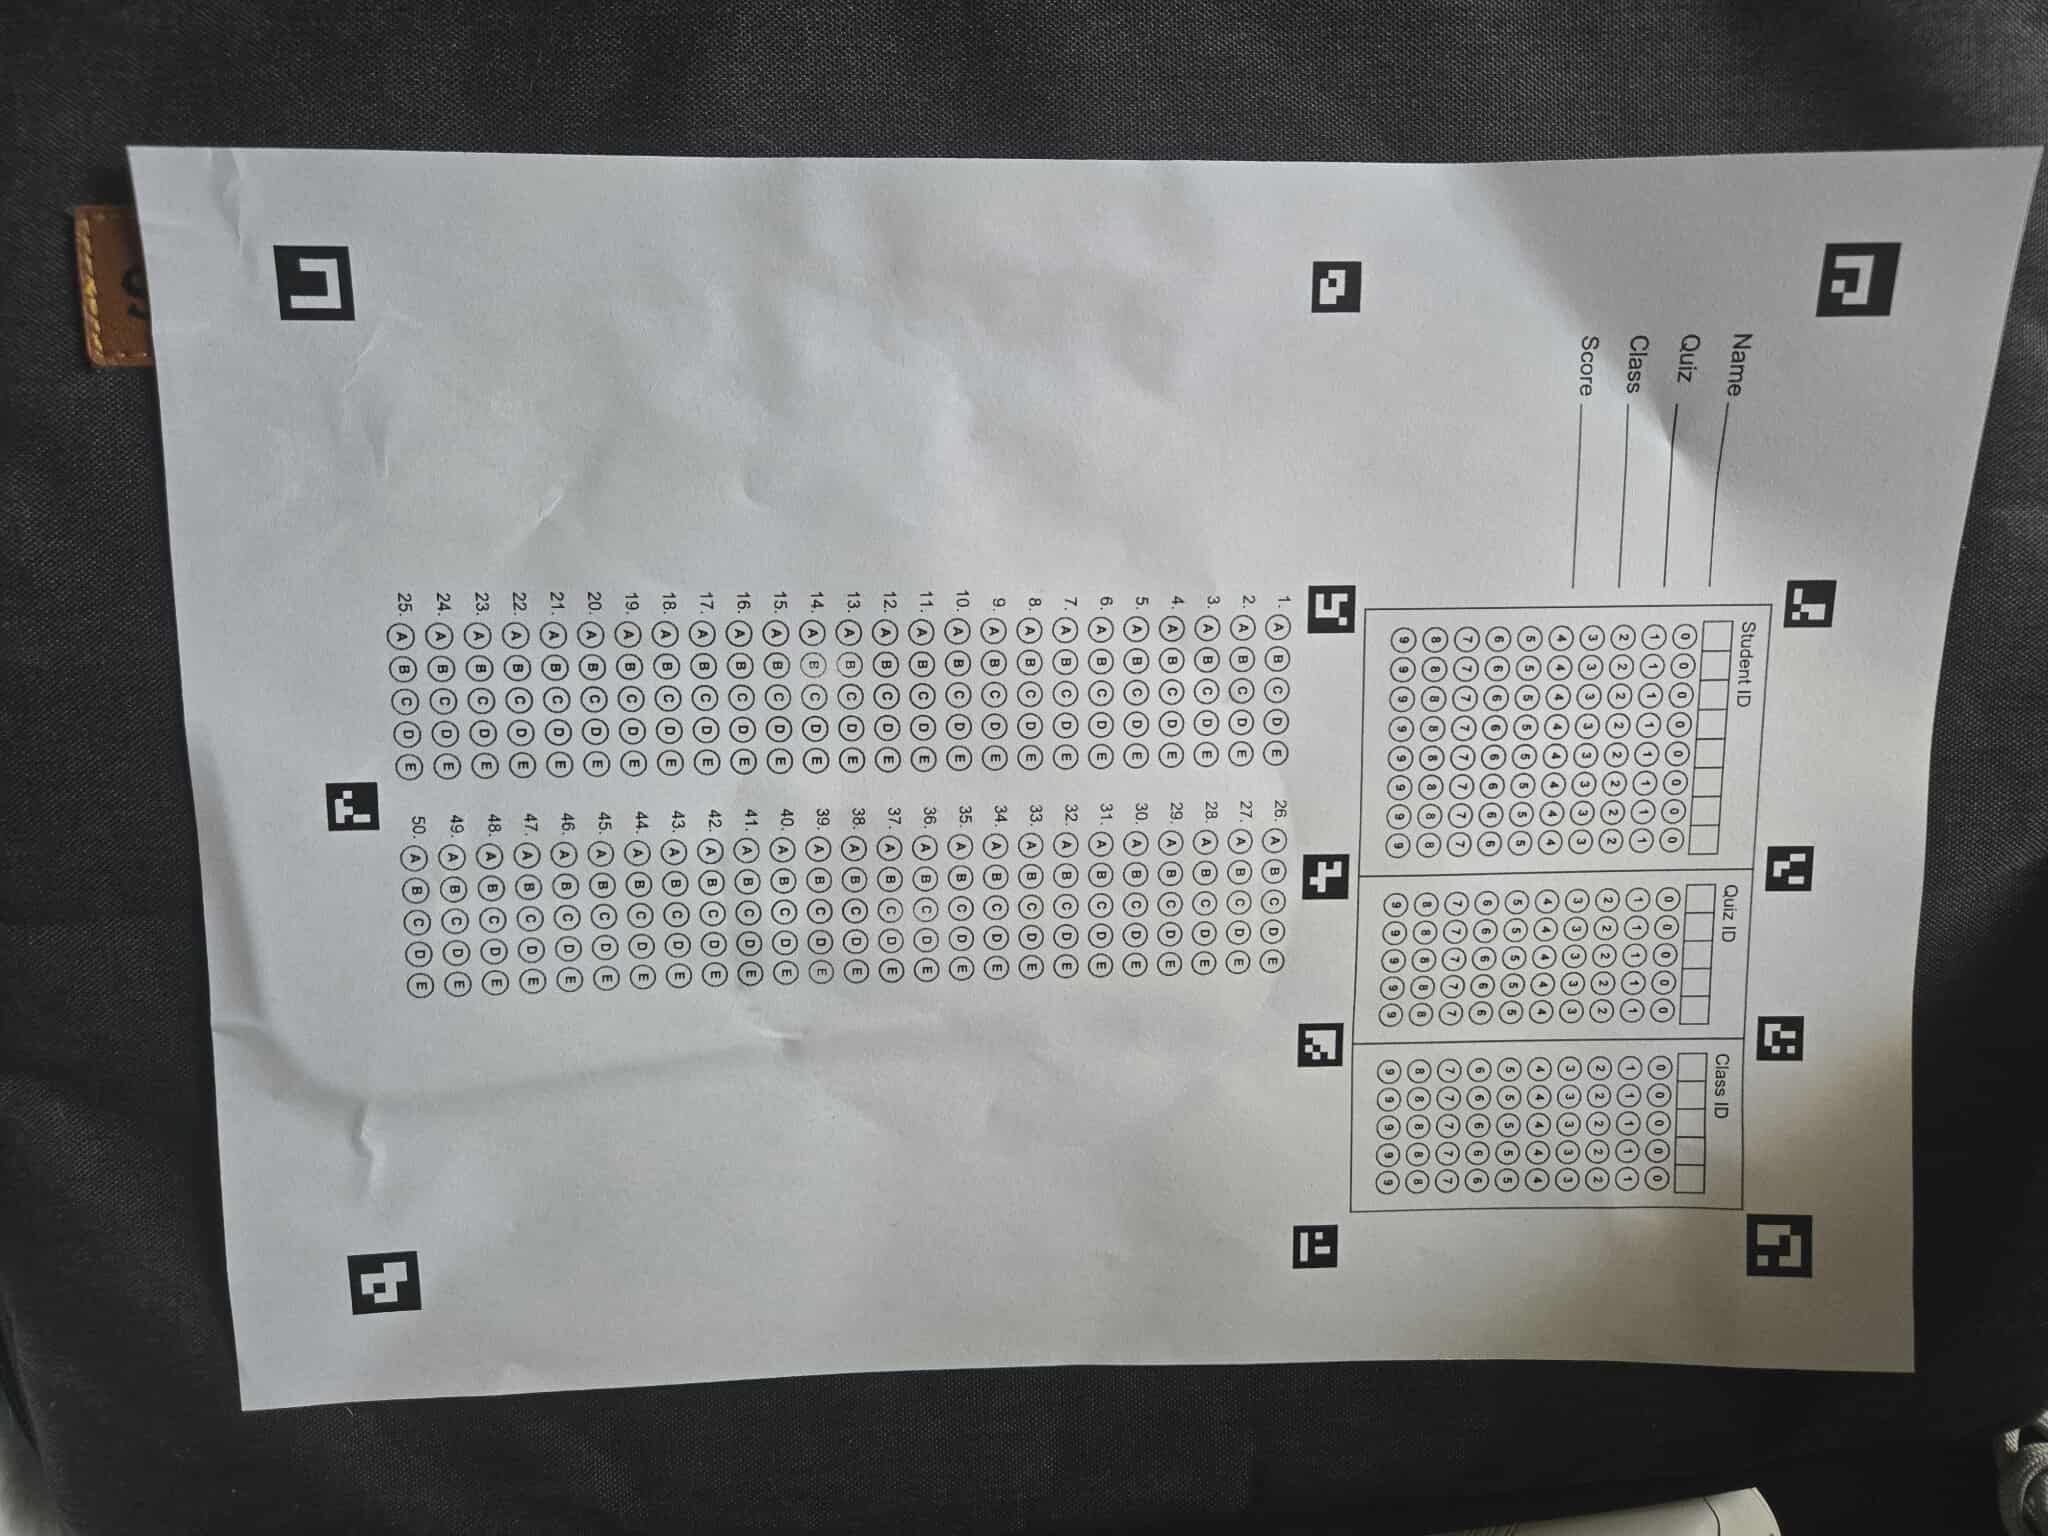 Name
Quiz
Class
Score
Student ID
0 0 0 0 0 0 0 0
1 1 1 1 1 1 1 1
2 2 2 2 2 2 2 2
3 3 3 3 3 3 3 3
4 4 4 4 4 4 4 4
5 5 5 5 5 5 5 5
6 6 6 6 6 6 6 6
7 7 7 7 7 7 7 7
8 8 8 8 8 8 8 8
9 9 9 9 9 9 9 9
Quiz ID
0 0 0 0 0
1 1 1 1 1
2 2 2 2 2
3 3 3 3 3
4 4 4 4 4
5 5 5 5 5
6 6 6 6 6
7 7 7 7 7
8 8 8 8 8
9 9 9 9 9
Class ID
0 0 0 0 0
1 1 1 1 1
2 2 2 2 2
3 3 3 3 3
4 4 4 4 4
5 5 5 5 5
6 6 6 6 6
7 7 7 7 7
8 8 8 8 8
9 9 9 9 9
1. A B C D E
2. A B C D E
3. A B C D E
4. A B C D E
5. A B C D E
6. A B C D E
7. A B C D E
8. A B C D E
9. A B C D E
10. A B C D E
11. A B C D E
12. A B C D E
13. A B C D E
14. A B C D E
15. A B C D E
16. A B C D E
17. A B C D E
18. A B C D E
19. A B C D E
20. A B C D E
21. A B C D E
22. A B C D E
23. A B C D E
24. A B C D E
25. A B C D E
26. A B C D E
27. A B C D E
28. A B C D E
29. A B C D E
30. A B C D E
31. A B C D E
32. A B C D E
33. A B C D E
34. A B C D E
35. A B C D E
36. A B C D E
37. A B C D E
38. A B C D E
39. A B C D E
40. A B C D E
41. A B C D E
42. A B C D E
43. A B C D E
44. A B C D E
45. A B C D E
46. A B C D E
47. A B C D E
48. A B C D E
49. A B C D E
50. A B C D E